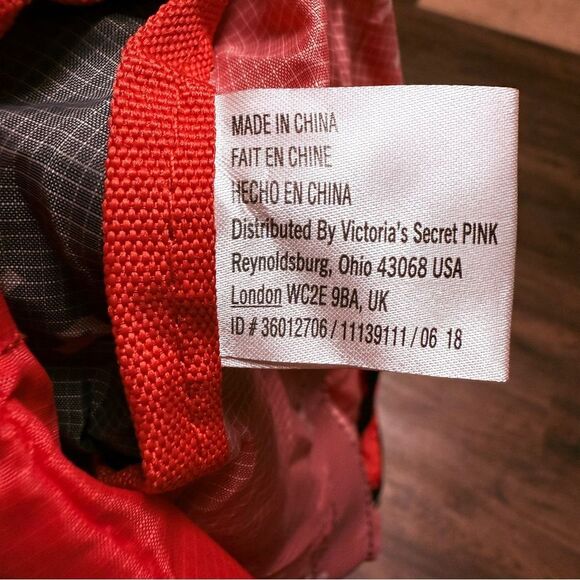 MADE IN CHINA
FAIT EN CHINE
HECHO EN CHINA
Distributed By Victoria's Secret PINK
Reynoldsburg, Ohio 43068 USA
London WC2E 9BA, UK
ID # 36012706 / 11139111 / 06 18